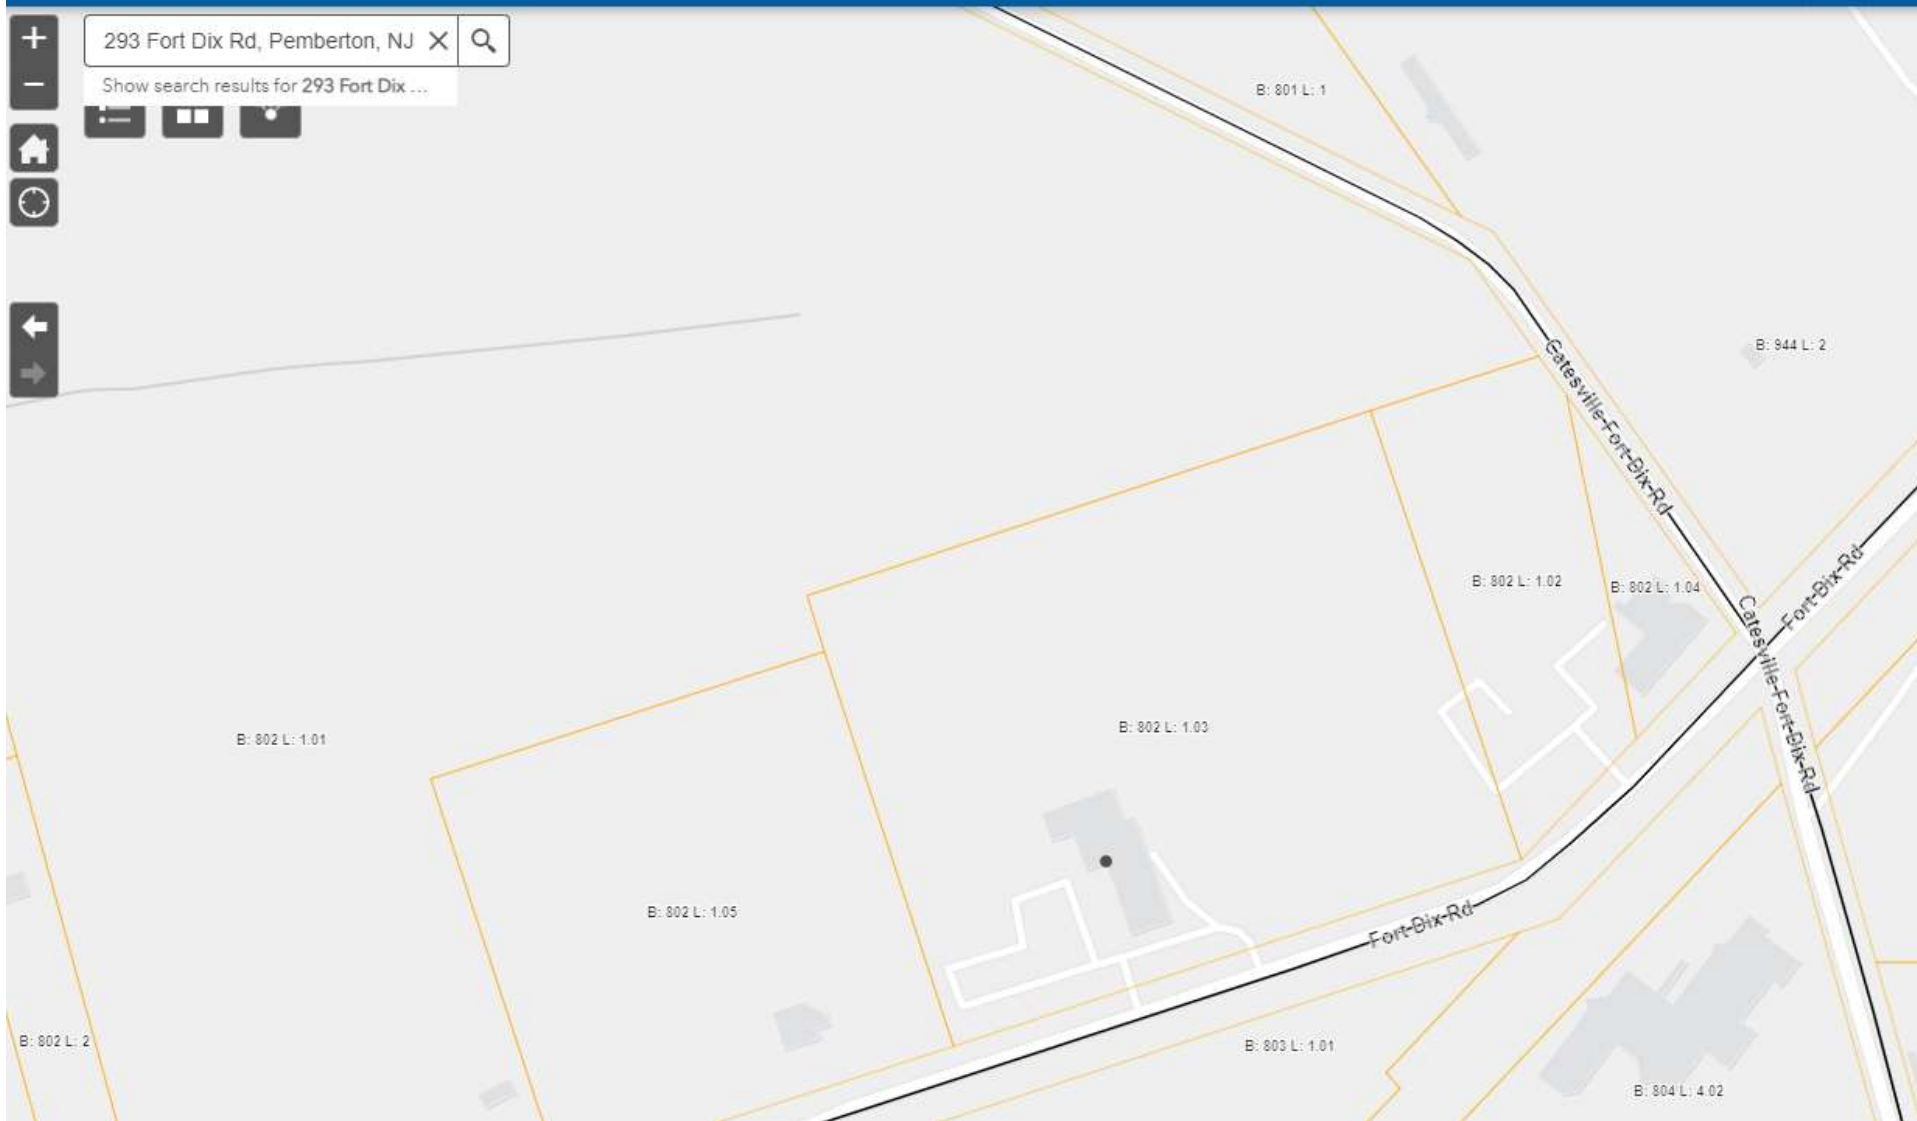 293 Fort Dix Rd, Pemberton, NJ
Show search results for 293 Fort Dix ...
B: 801 L: 1
B: 944 L: 2
Catesville-Fort-Dix-Rd
Fort-Dix-Rd
B: 802 L: 1.02
B: 802 L: 1.04
Catesville-Fort-Dix-Rd
B: 802 L: 1.01
B: 802 L: 1.03
B: 802 L: 1.05
Fort-Dix-Rd
B: 802 L: 2
B: 803 L: 1.01
B: 804 L: 4.02